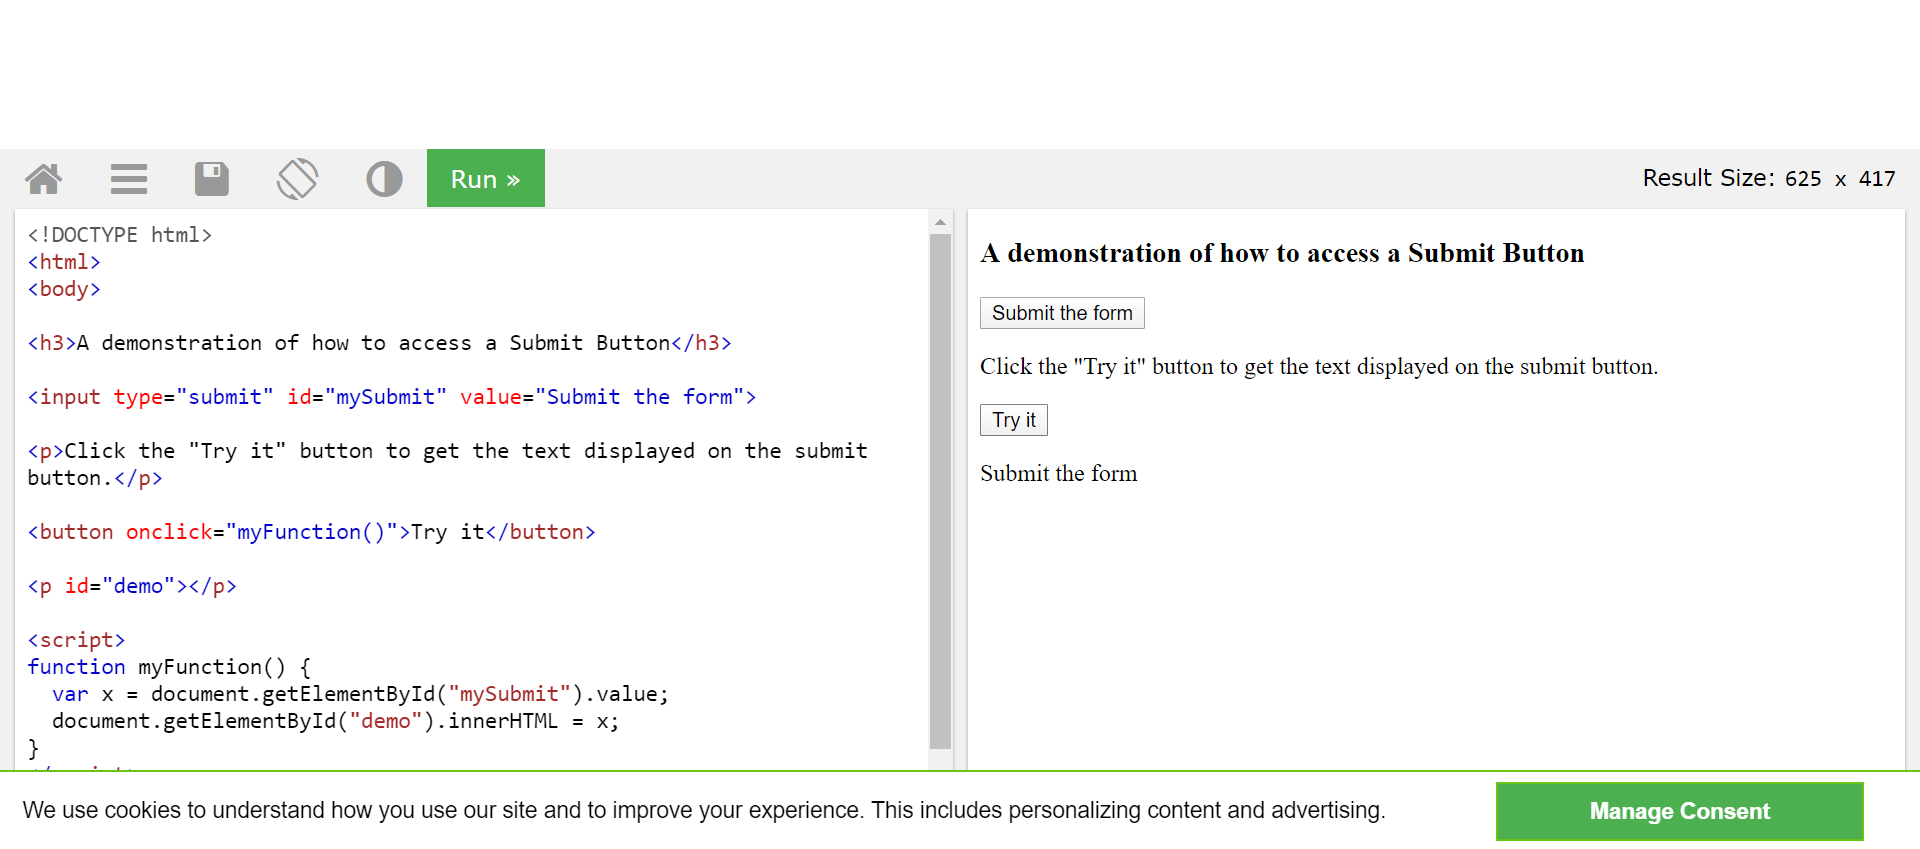 Run »
Result Size: 625 x 417
<!DOCTYPE html>
<html>
<body>
<h3>A demonstration of how to access a Submit Button</h3>
<input type="submit" id="mySubmit" value="Submit the form">
<p>Click the "Try it" button to get the text displayed on the submit
button.</p>
<button onclick="myFunction()">Try it</button>
<p id="demo"></p>
<script>
function myFunction() {
  var x = document.getElementById("mySubmit").value;
  document.getElementById("demo").innerHTML = x;
}
A demonstration of how to access a Submit Button
Submit the form
Click the "Try it" button to get the text displayed on the submit button.
Try it
Submit the form
We use cookies to understand how you use our site and to improve your experience. This includes personalizing content and advertising.
Manage Consent